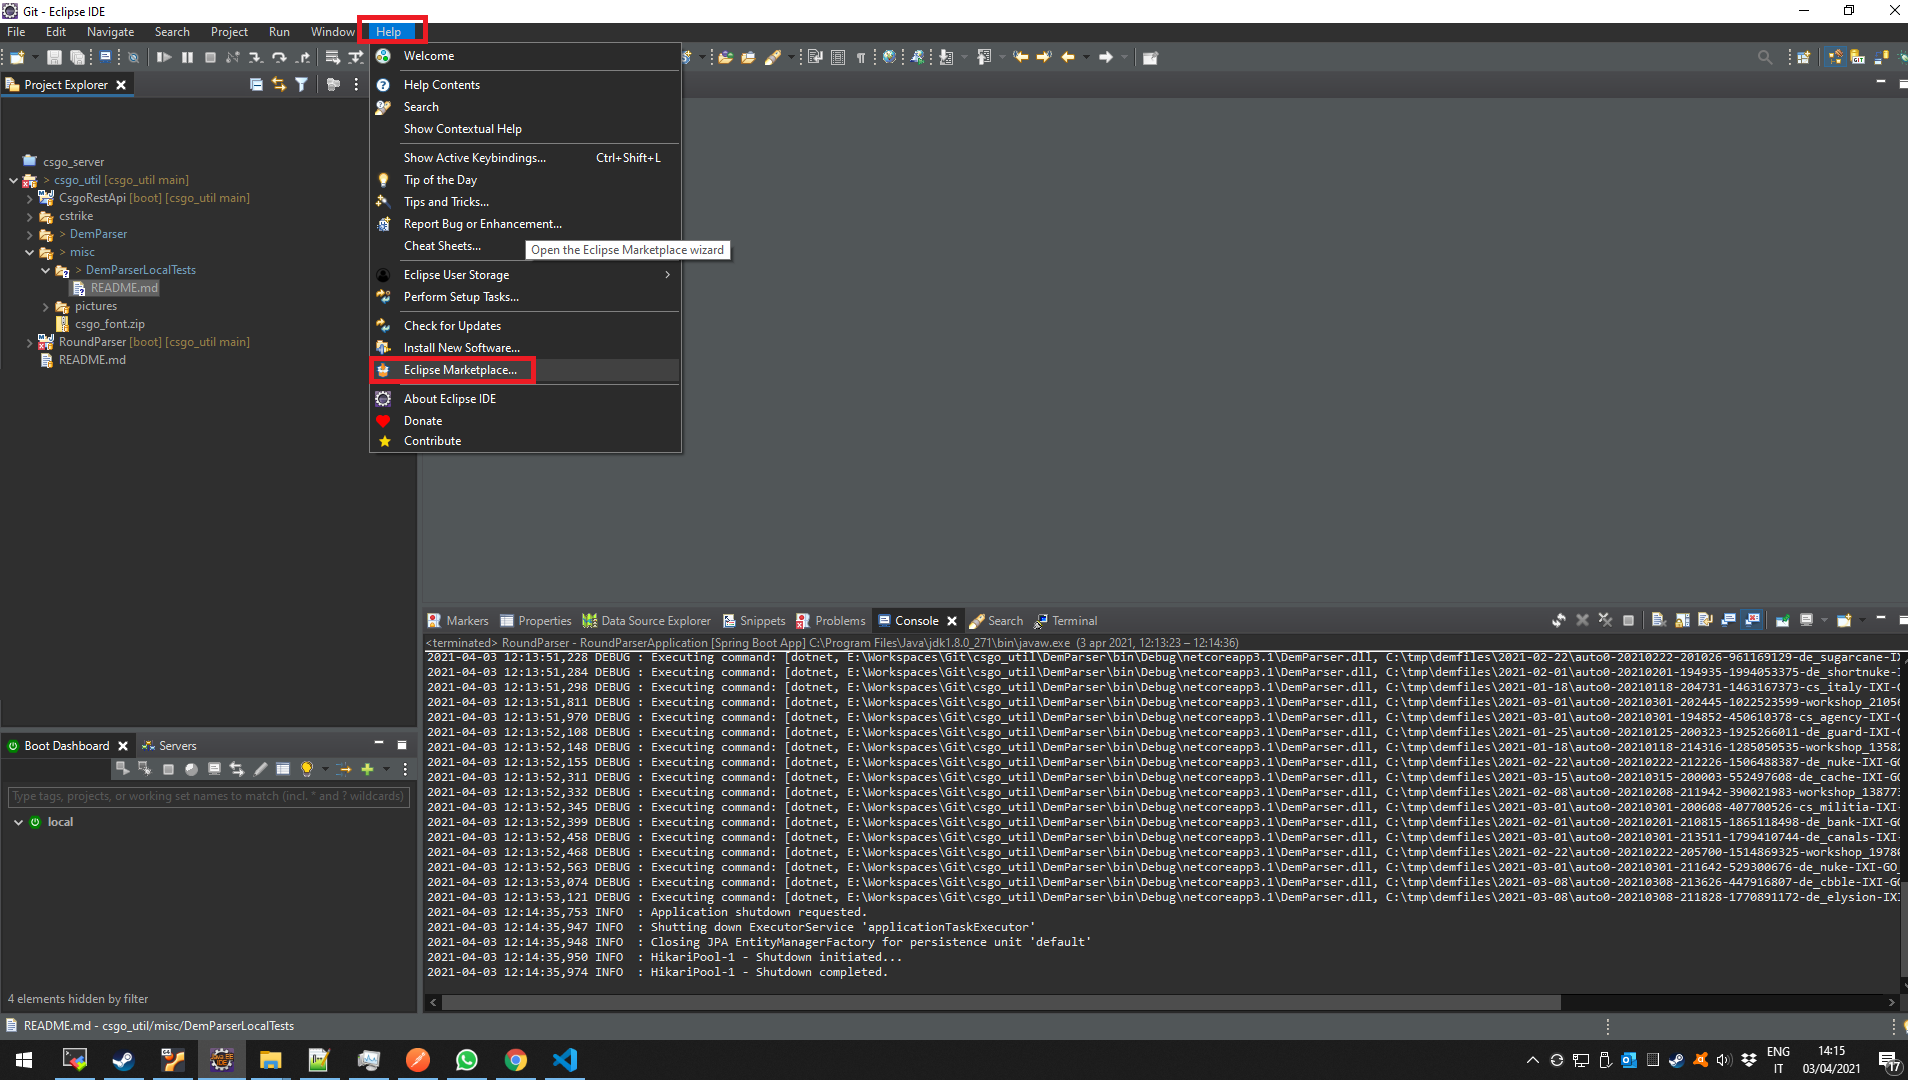 Git - Eclipse IDE
File Edit Navigate Search Project Run Window Help
Project Explorer
csgo_server
> csgo_util [csgo_util main]
CsgoRestApi [boot] [csgo_util main]
cstrike
> DemParser
> misc
> DemParserLocalTests
README.md
pictures
csgo_font.zip
RoundParser [boot] [csgo_util main]
README.md
Welcome
Help Contents
Search
Show Contextual Help
Show Active Keybindings... Ctrl+Shift+L
Tip of the Day
Tips and Tricks...
Report Bug or Enhancement...
Cheat Sheets...
Open the Eclipse Marketplace wizard
Eclipse User Storage
Perform Setup Tasks...
Check for Updates
Install New Software...
Eclipse Marketplace...
About Eclipse IDE
Donate
Contribute
Markers Properties Data Source Explorer Snippets Problems Console Search Terminal
<terminated> RoundParser - RoundParserApplication [Spring Boot App] C:\Program Files\Java\jdk1.8.0_271\bin\javaw.exe (3 apr 2021, 12:13:23 – 12:14:36)
2021-04-03 12:13:51,228 DEBUG : Executing command: [dotnet, E:\Workspaces\Git\csgo_util\DemParser\bin\Debug\netcoreapp3.1\DemParser.dll, C:\tmp\demfiles\2021-02-22\auto0-20210222-201026-961169129-de_sugarcane-IX
2021-04-03 12:13:51,284 DEBUG : Executing command: [dotnet, E:\Workspaces\Git\csgo_util\DemParser\bin\Debug\netcoreapp3.1\DemParser.dll, C:\tmp\demfiles\2021-02-01\auto0-20210201-194935-1994053375-de_shortnuke-
2021-04-03 12:13:51,298 DEBUG : Executing command: [dotnet, E:\Workspaces\Git\csgo_util\DemParser\bin\Debug\netcoreapp3.1\DemParser.dll, C:\tmp\demfiles\2021-01-18\auto0-20210118-204731-1463167373-cs_italy-IXI-G
2021-04-03 12:13:51,811 DEBUG : Executing command: [dotnet, E:\Workspaces\Git\csgo_util\DemParser\bin\Debug\netcoreapp3.1\DemParser.dll, C:\tmp\demfiles\2021-03-01\auto0-20210301-202445-1022523599-workshop_2105
2021-04-03 12:13:51,970 DEBUG : Executing command: [dotnet, E:\Workspaces\Git\csgo_util\DemParser\bin\Debug\netcoreapp3.1\DemParser.dll, C:\tmp\demfiles\2021-03-01\auto0-20210301-194852-450610378-cs_agency-IXI-G
2021-04-03 12:13:52,108 DEBUG : Executing command: [dotnet, E:\Workspaces\Git\csgo_util\DemParser\bin\Debug\netcoreapp3.1\DemParser.dll, C:\tmp\demfiles\2021-01-25\auto0-20210125-200323-1925266011-de_guard-IXI-G
2021-04-03 12:13:52,148 DEBUG : Executing command: [dotnet, E:\Workspaces\Git\csgo_util\DemParser\bin\Debug\netcoreapp3.1\DemParser.dll, C:\tmp\demfiles\2021-01-18\auto0-20210118-214316-1285050535-workshop_1358
2021-04-03 12:13:52,155 DEBUG : Executing command: [dotnet, E:\Workspaces\Git\csgo_util\DemParser\bin\Debug\netcoreapp3.1\DemParser.dll, C:\tmp\demfiles\2021-02-22\auto0-20210222-212226-1506488387-de_nuke-IXI-GO
2021-04-03 12:13:52,311 DEBUG : Executing command: [dotnet, E:\Workspaces\Git\csgo_util\DemParser\bin\Debug\netcoreapp3.1\DemParser.dll, C:\tmp\demfiles\2021-03-15\auto0-20210315-200003-552497608-de_cache-IXI-GO
2021-04-03 12:13:52,332 DEBUG : Executing command: [dotnet, E:\Workspaces\Git\csgo_util\DemParser\bin\Debug\netcoreapp3.1\DemParser.dll, C:\tmp\demfiles\2021-02-08\auto0-20210208-211942-390021983-workshop_13877
2021-04-03 12:13:52,345 DEBUG : Executing command: [dotnet, E:\Workspaces\Git\csgo_util\DemParser\bin\Debug\netcoreapp3.1\DemParser.dll, C:\tmp\demfiles\2021-03-01\auto0-20210301-200608-407700526-cs_militia-IXI-
2021-04-03 12:13:52,399 DEBUG : Executing command: [dotnet, E:\Workspaces\Git\csgo_util\DemParser\bin\Debug\netcoreapp3.1\DemParser.dll, C:\tmp\demfiles\2021-02-01\auto0-20210201-210815-1865118498-de_bank-IXI-GO
2021-04-03 12:13:52,458 DEBUG : Executing command: [dotnet, E:\Workspaces\Git\csgo_util\DemParser\bin\Debug\netcoreapp3.1\DemParser.dll, C:\tmp\demfiles\2021-03-01\auto0-20210301-213511-1799410744-de_canals-IXI-
2021-04-03 12:13:52,468 DEBUG : Executing command: [dotnet, E:\Workspaces\Git\csgo_util\DemParser\bin\Debug\netcoreapp3.1\DemParser.dll, C:\tmp\demfiles\2021-02-22\auto0-20210222-205700-1514869325-workshop_1978
2021-04-03 12:13:52,563 DEBUG : Executing command: [dotnet, E:\Workspaces\Git\csgo_util\DemParser\bin\Debug\netcoreapp3.1\DemParser.dll, C:\tmp\demfiles\2021-03-01\auto0-20210301-211642-529300676-de_nuke-IXI-GO_
2021-04-03 12:13:53,074 DEBUG : Executing command: [dotnet, E:\Workspaces\Git\csgo_util\DemParser\bin\Debug\netcoreapp3.1\DemParser.dll, C:\tmp\demfiles\2021-03-08\auto0-20210308-213626-447916807-de_cbble-IXI-GO
2021-04-03 12:13:53,121 DEBUG : Executing command: [dotnet, E:\Workspaces\Git\csgo_util\DemParser\bin\Debug\netcoreapp3.1\DemParser.dll, C:\tmp\demfiles\2021-03-08\auto0-20210308-211828-1770891172-de_elysion-IXI
2021-04-03 12:14:35,753 INFO : Application shutdown requested.
2021-04-03 12:14:35,947 INFO : Shutting down ExecutorService 'applicationTaskExecutor'
2021-04-03 12:14:35,948 INFO : Closing JPA EntityManagerFactory for persistence unit 'default'
2021-04-03 12:14:35,950 INFO : HikariPool-1 - Shutdown initiated...
2021-04-03 12:14:35,974 INFO : HikariPool-1 - Shutdown completed.
Boot Dashboard Servers
Type tags, projects, or working set names to match (incl. * and ? wildcards)
local
4 elements hidden by filter
README.md - csgo_util/misc/DemParserLocalTests
ENG
IT
14:15
03/04/2021
17